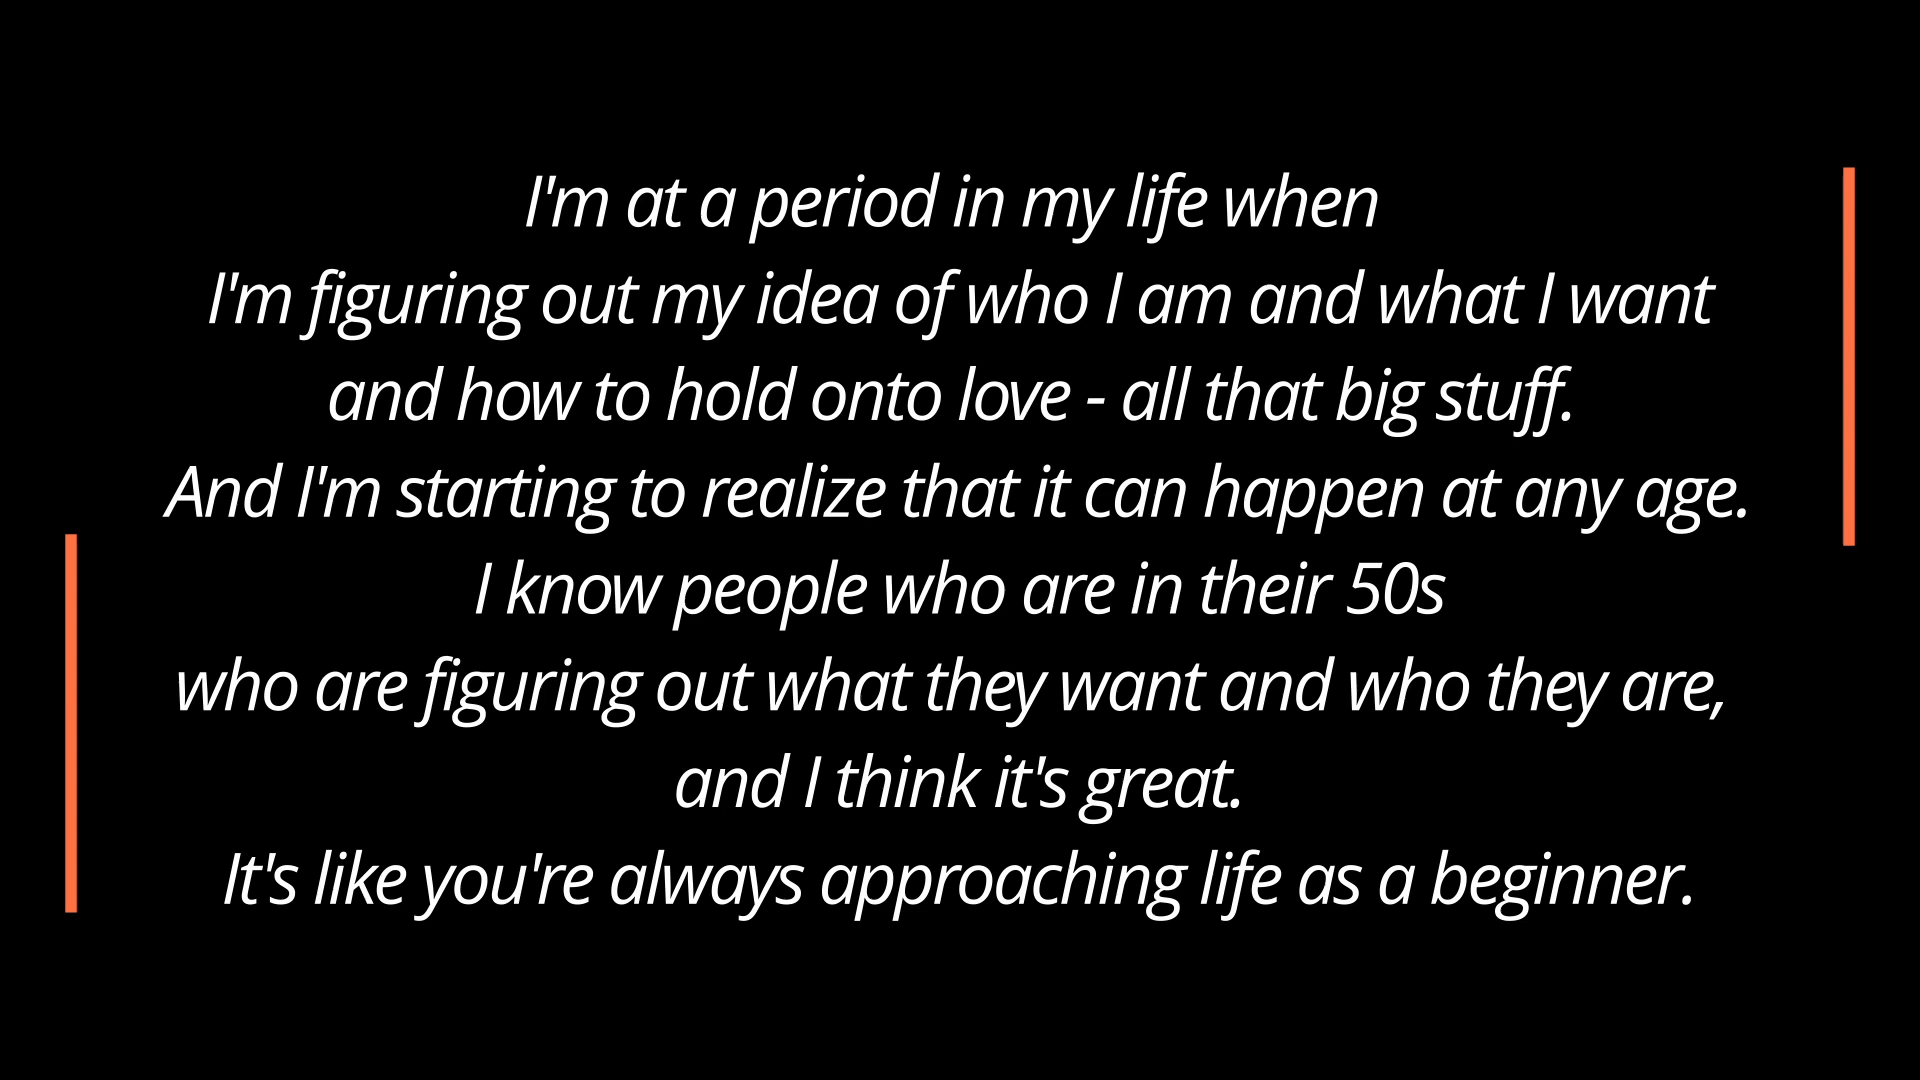 I'm at a period in my life when
I'm figuring out my idea of who I am and what I want
and how to hold onto love - all that big stuff.
And I'm starting to realize that it can happen at any age.
I know people who are in their 50s
who are figuring out what they want and who they are,
and I think it's great.
It's like you're always approaching life as a beginner.